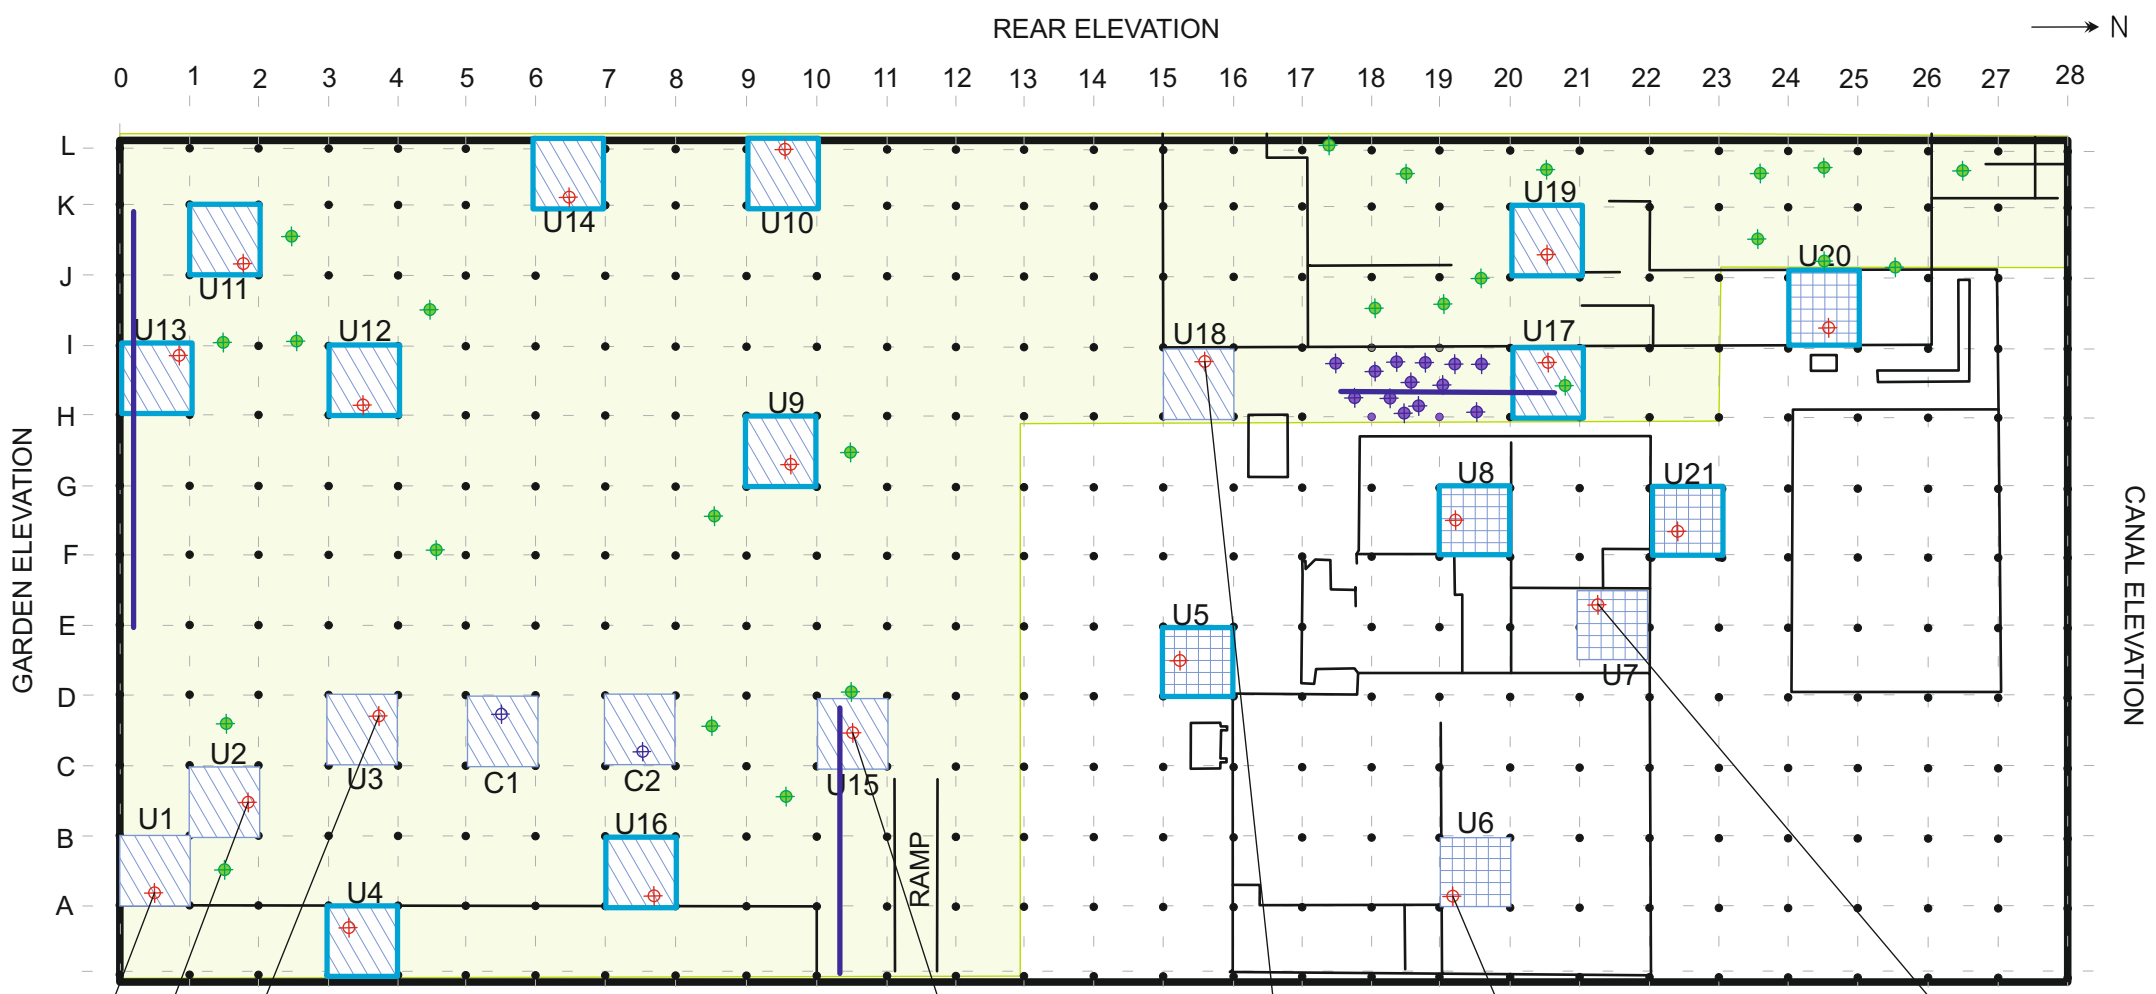 REAR ELEVATION
N
0 1 2 3 4 5 6 7 8 9 10 11 12 13 14 15 16 17 18 19 20 21 22 23 24 25 26 27 28
L
K
U19
U14 U10
U20
J
U11
U13 U12 U18 U17
I
U9
H
GARDEN ELEVATION
CANAL ELEVATION
G
U8 U21
F
U5
E
U7
D
U2
C
U3 C1 C2 U15
U1 U16 U6
B
RAMP
U4
A